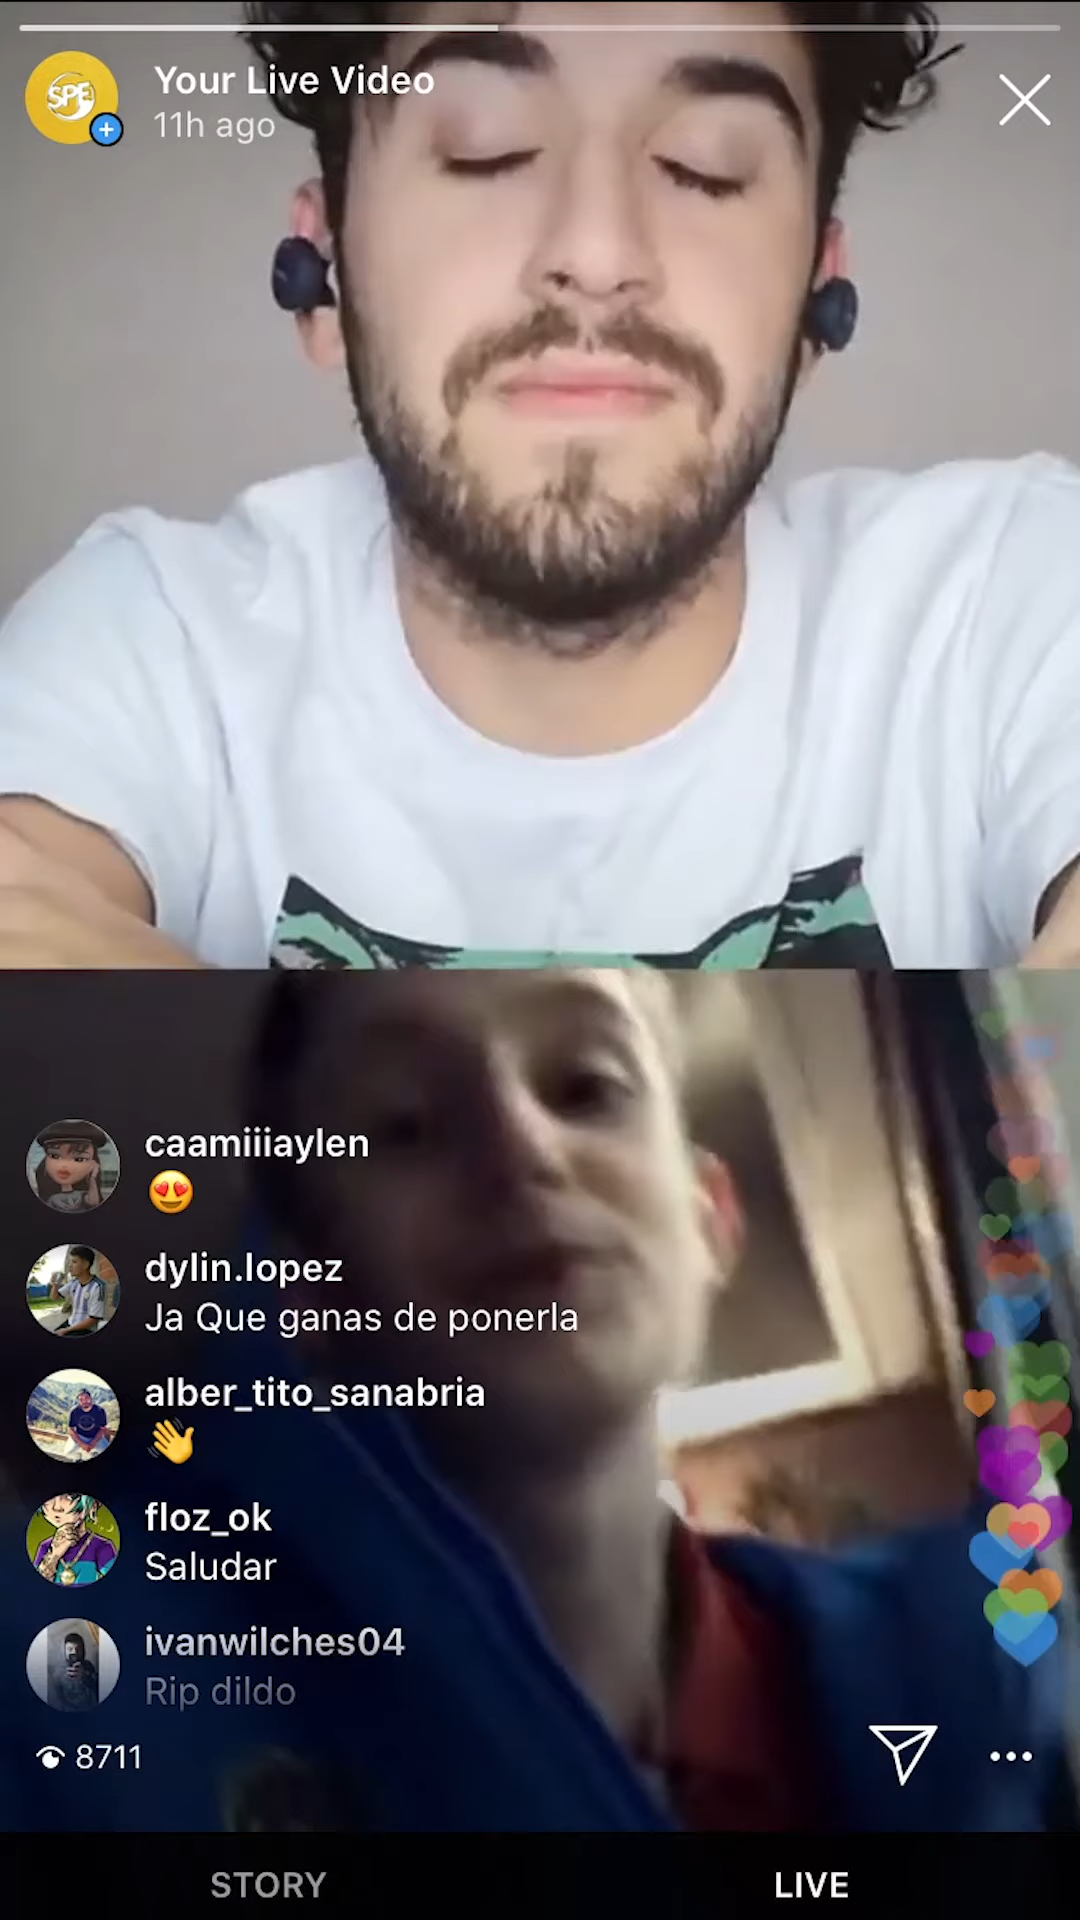 SPF
Your Live Video
11h ago
caamiiiaylen
😍
dylin.lopez
Ja Que ganas de ponerla
alber_tito_sanabria
👋
floz_ok
Saludar
ivanwilches04
Rip dildo
8711
STORY
LIVE